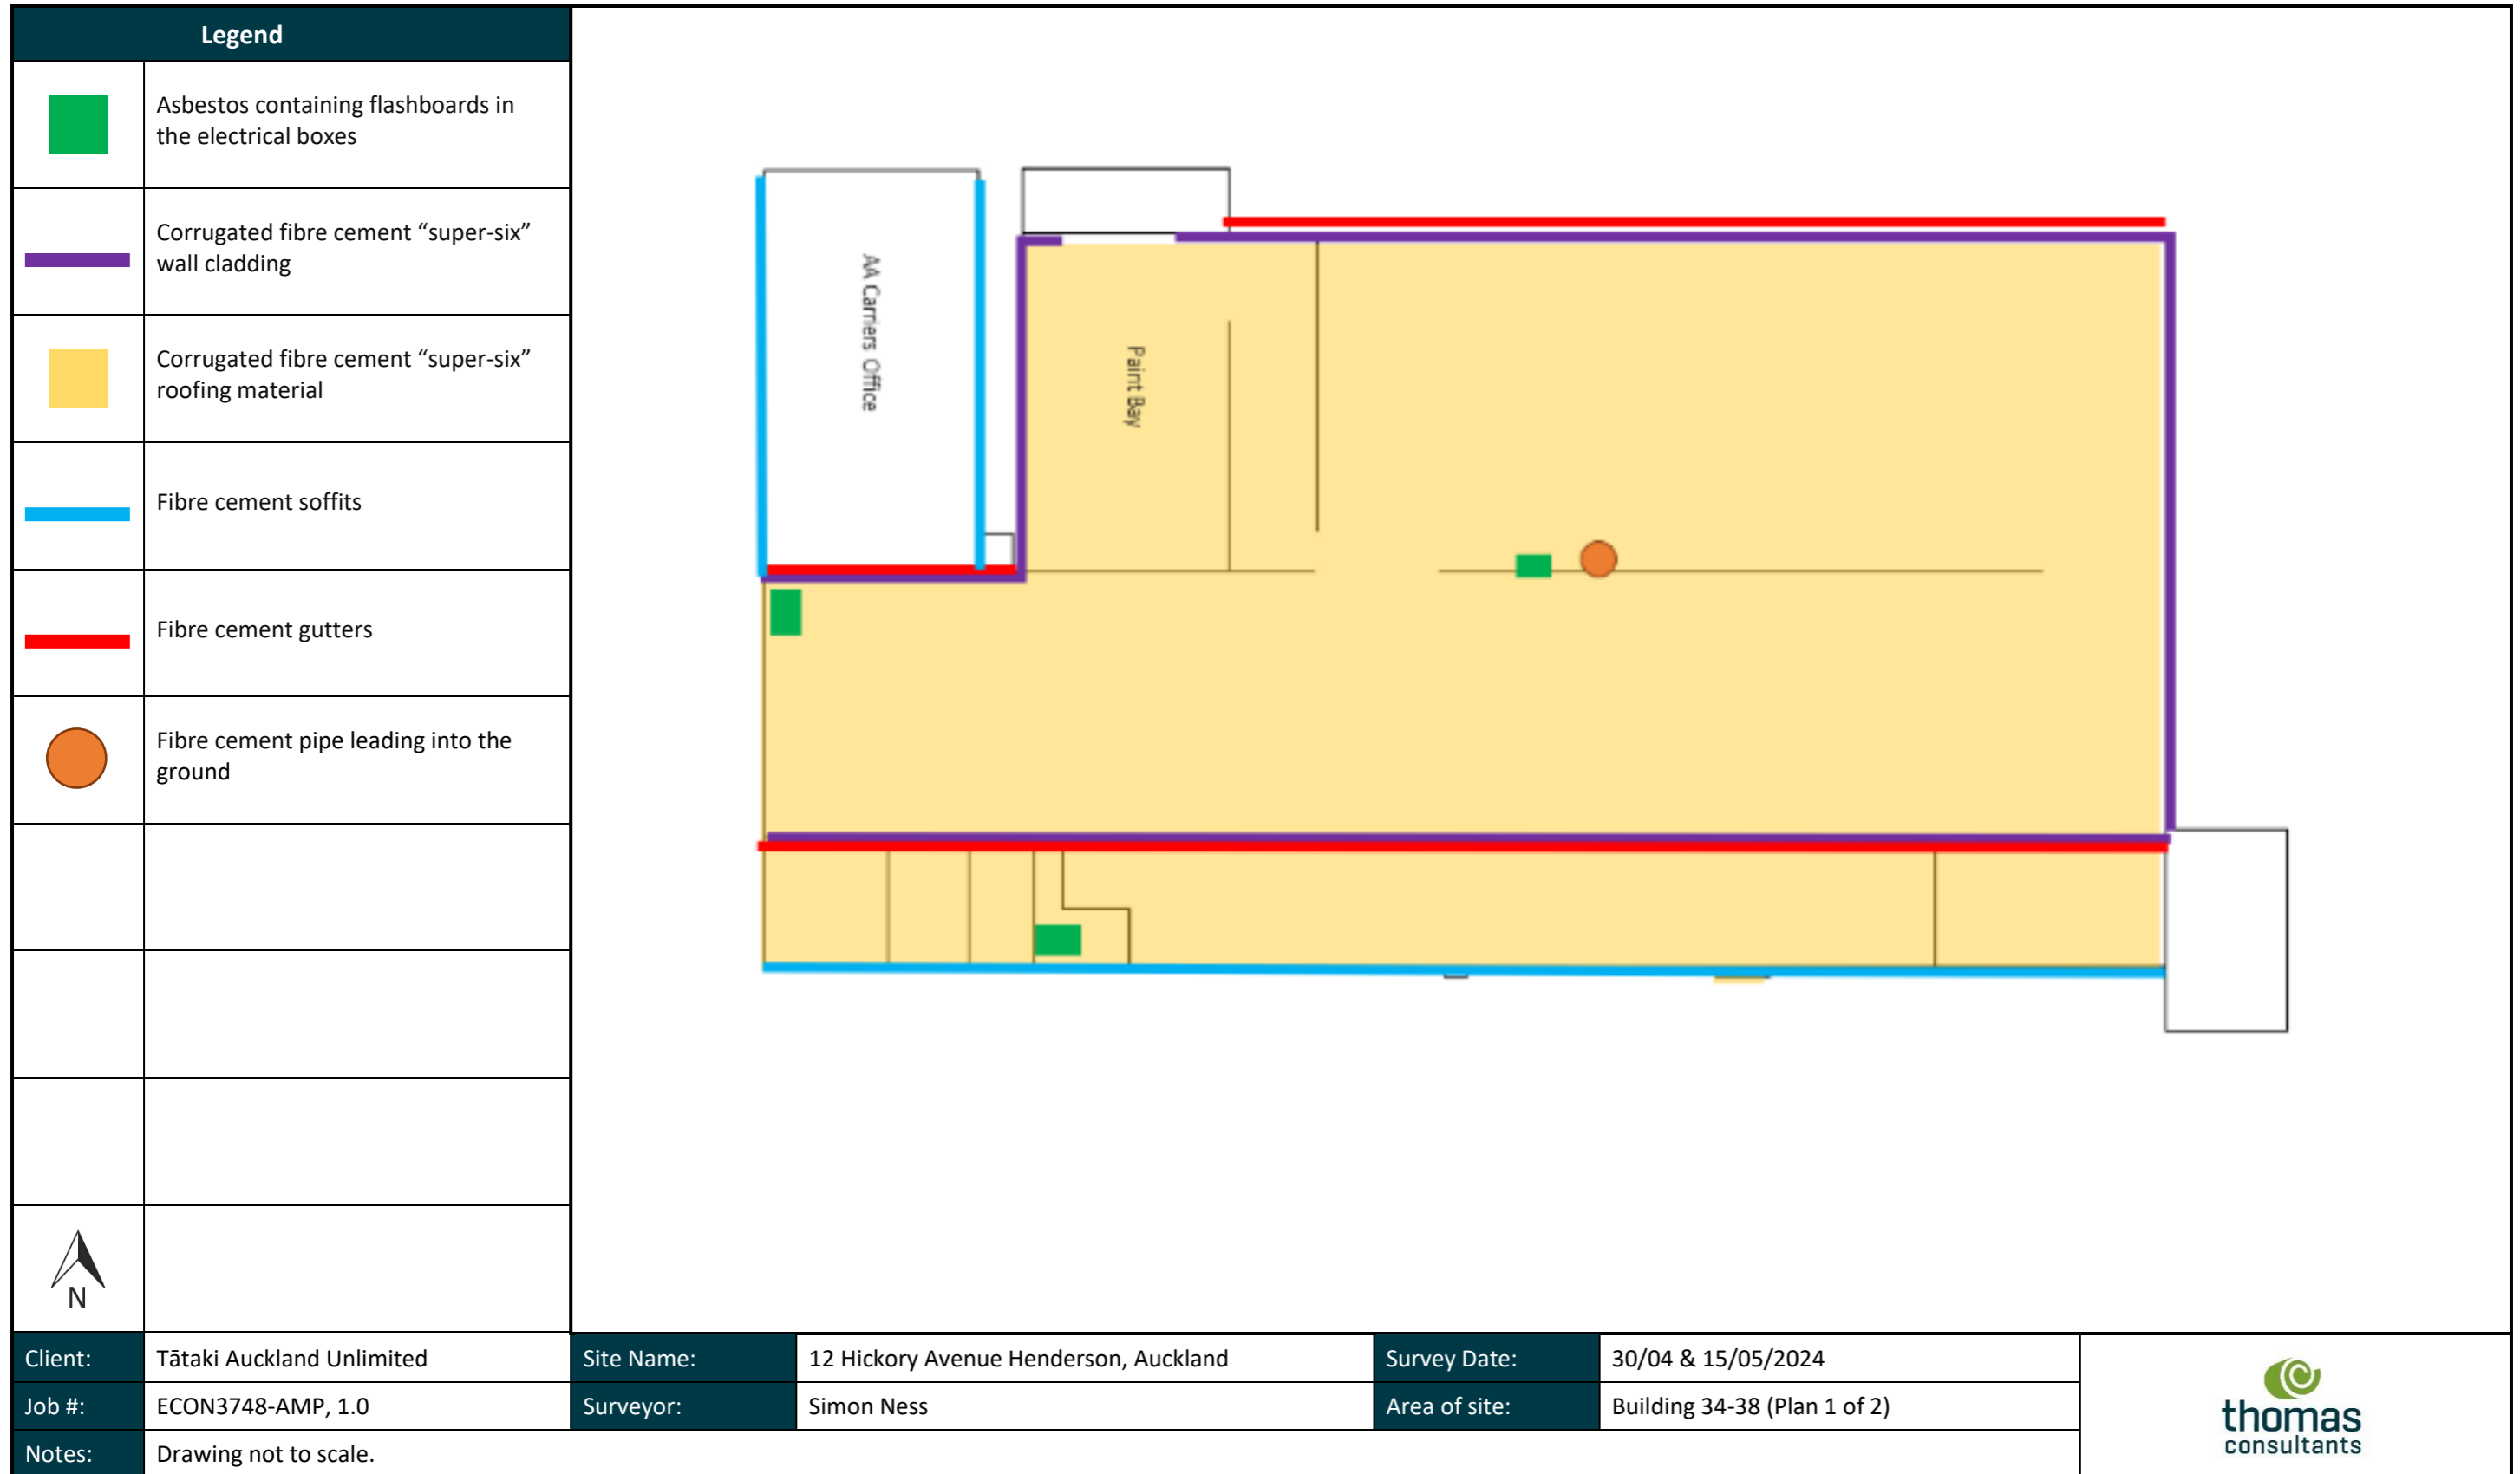 Legend
Asbestos containing flashboards in
the electrical boxes
Corrugated fibre cement “super-six”
wall cladding
Corrugated fibre cement “super-six”
roofing material
Fibre cement soffits
Fibre cement gutters
Fibre cement pipe leading into the
ground
N
AA Carriers Office
Paint Bay
Client: Tātaki Auckland Unlimited Site Name: 12 Hickory Avenue Henderson, Auckland Survey Date: 30/04 & 15/05/2024
Job #: ECON3748-AMP, 1.0 Surveyor: Simon Ness Area of site: Building 34-38 (Plan 1 of 2)
Notes: Drawing not to scale.
thomas
consultants